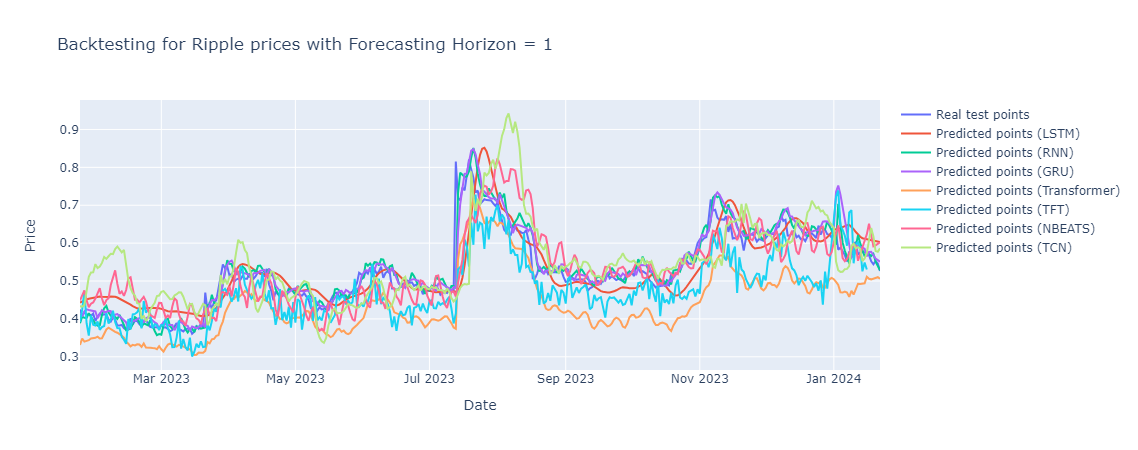 Backtesting for Ripple prices with Forecasting Horizon = 1
Price
0.9
0.8
0.7
0.6
0.5
0.4
0.3
Mar 2023
May 2023
Jul 2023
Sep 2023
Nov 2023
Jan 2024
Date
Real test points
Predicted points (LSTM)
Predicted points (RNN)
Predicted points (GRU)
Predicted points (Transformer)
Predicted points (TFT)
Predicted points (NBEATS)
Predicted points (TCN)